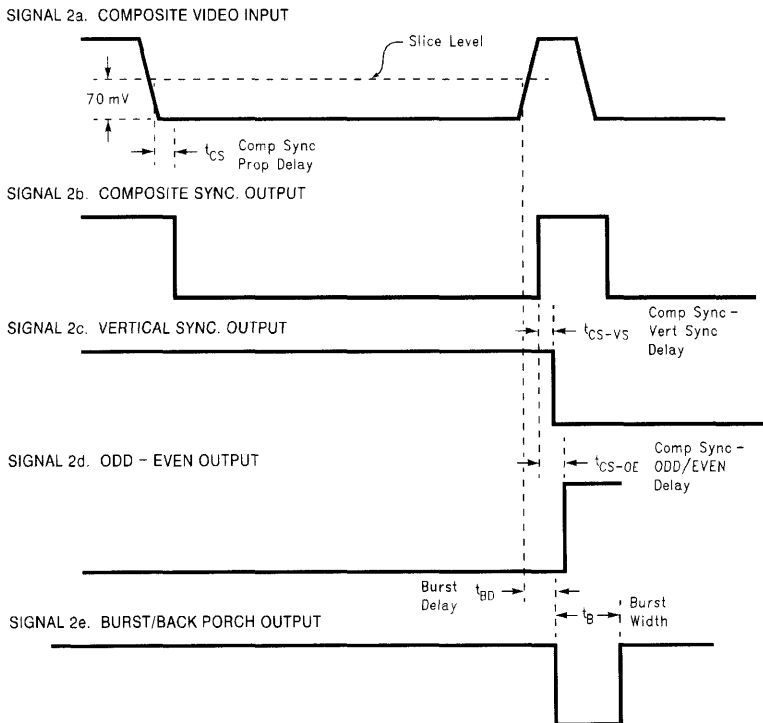 SIGNAL 2a. COMPOSITE VIDEO INPUT
Slice Level
70 mV
tCS Comp Sync
Prop Delay
SIGNAL 2b. COMPOSITE SYNC. OUTPUT
SIGNAL 2c. VERTICAL SYNC. OUTPUT
tCS-VS Comp Sync –
Vert Sync
Delay
SIGNAL 2d. ODD – EVEN OUTPUT
tCS-OE Comp Sync –
ODD/EVEN
Delay
Burst
Delay tBD
SIGNAL 2e. BURST/BACK PORCH OUTPUT
tB Burst
Width